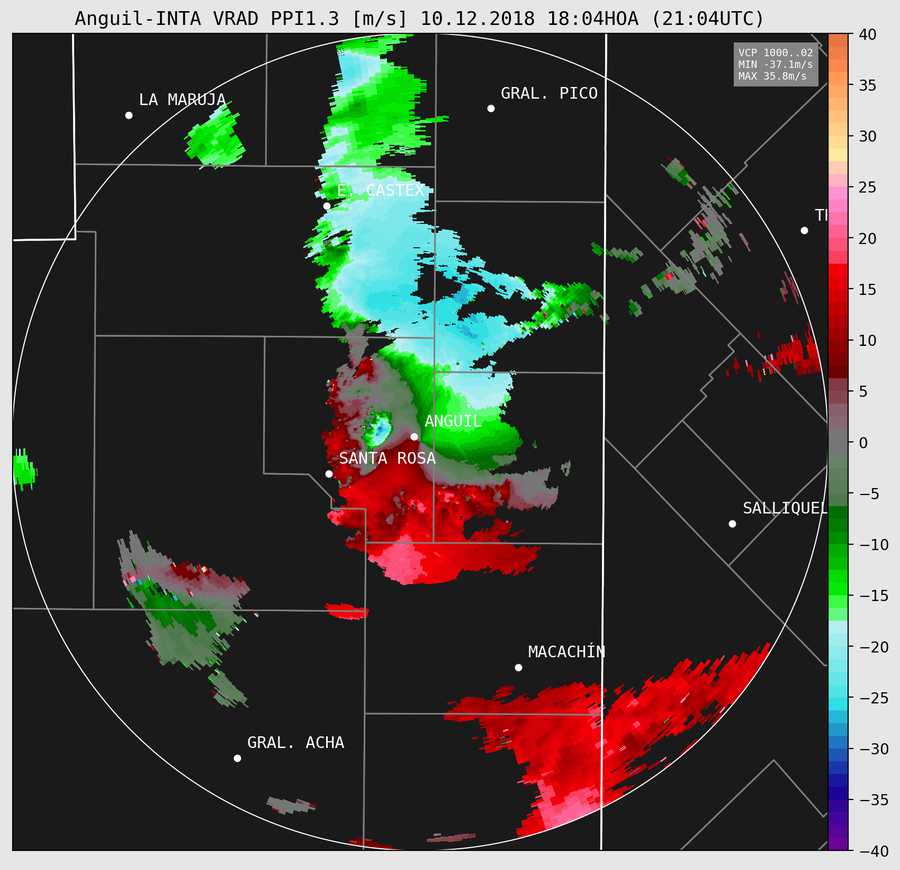 Anguil-INTA VRAD PPI1.3 [m/s] 10.12.2018 18:04HOA (21:04UTC)
VCP 1000..02
MIN -37.1m/s
MAX 35.8m/s
LA MARUJA
GRAL. PICO
CASTEX
ANGUIL
SANTA ROSA
SALLIQUEL
MACACHÍN
GRAL. ACHA
40
35
30
25
20
15
10
5
0
−5
−10
−15
−20
−25
−30
−35
−40